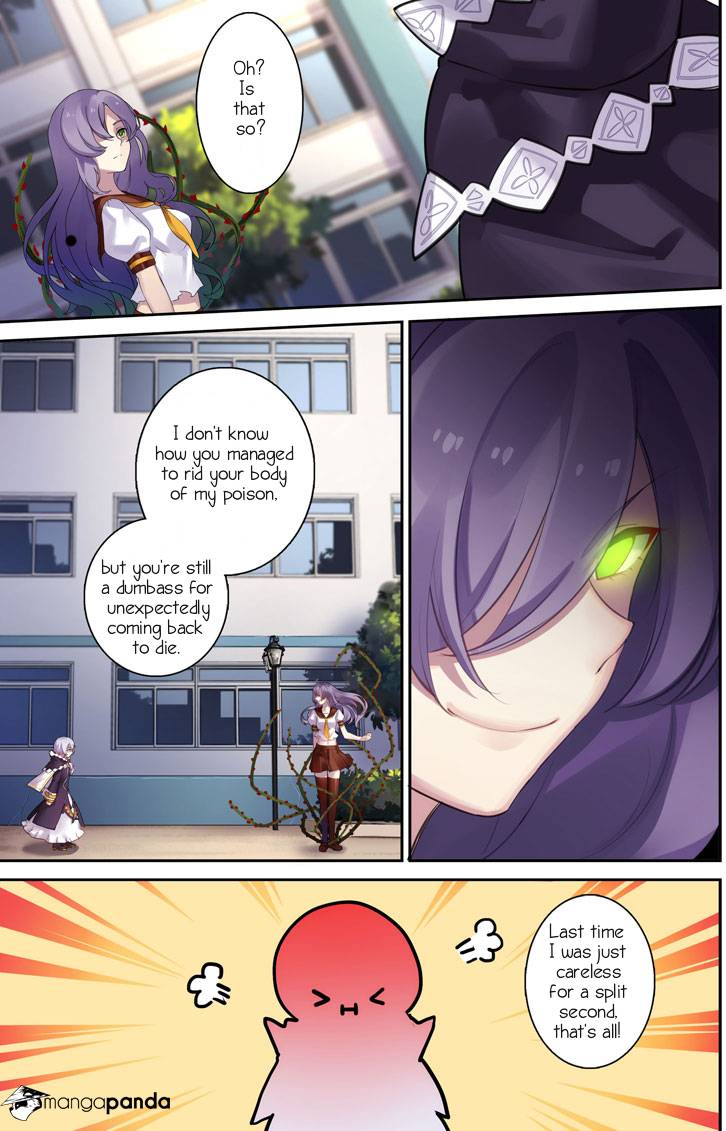 Oh?
Is
that
so?
I don't know
how you managed
to rid your body
of my poison,
but you're still
a dumbass for
unexpectedly
coming back
to die.
Last time
I was just
careless
for a split
second,
that's all!
mangapanda